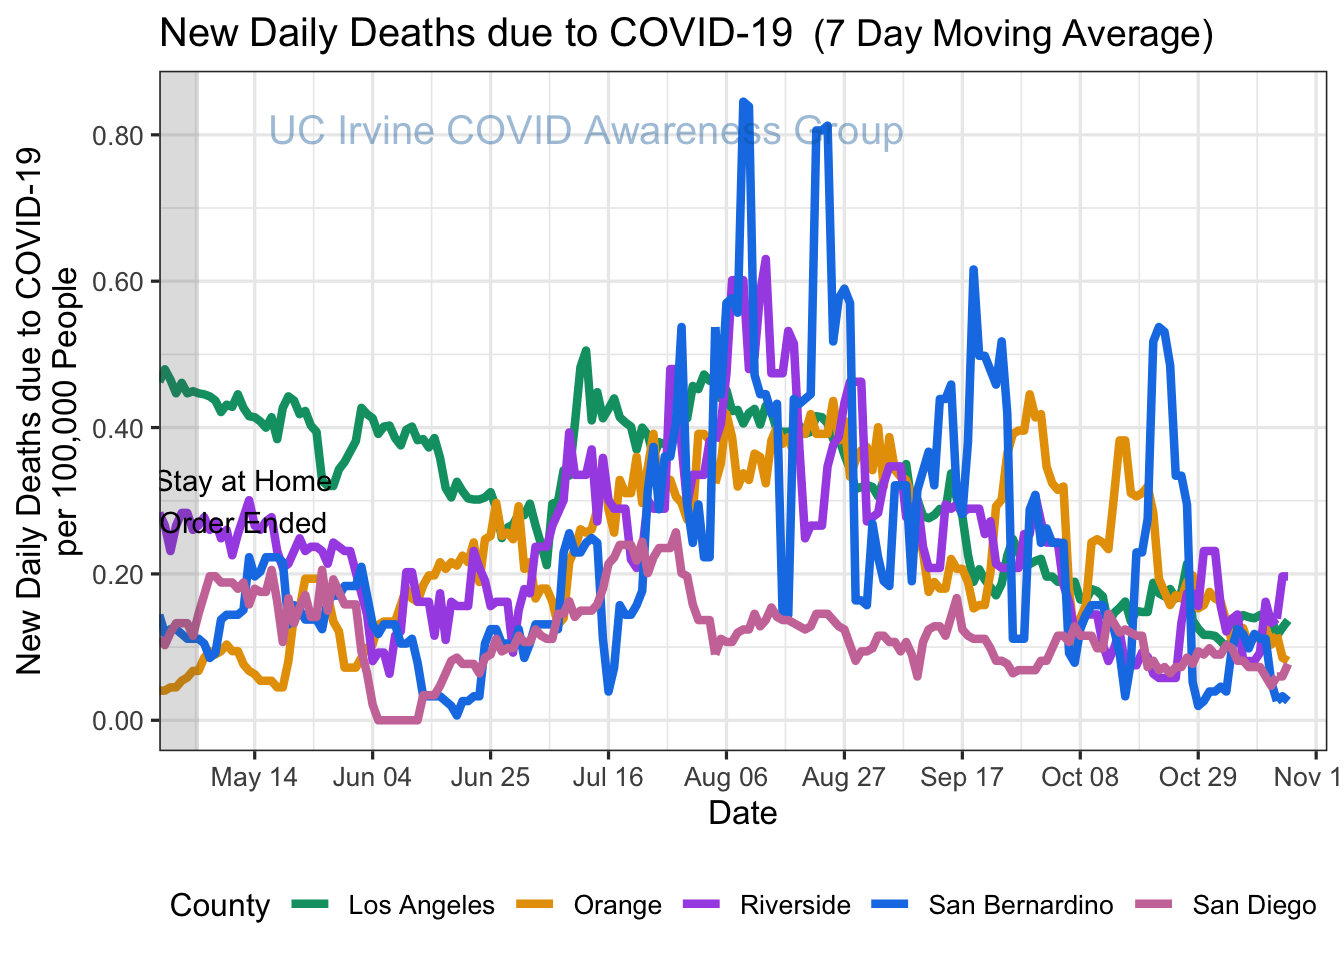 New Daily Deaths due to COVID-19 (7 Day Moving Average)
UC Irvine COVID Awareness Group
New Daily Deaths due to COVID-19
per 100,000 People
0.80
0.60
0.40
0.20
0.00
Stay at Home
Order Ended
May 14 Jun 04 Jun 25 Jul 16 Aug 06 Aug 27 Sep 17 Oct 08 Oct 29 Nov 1
Date
County Los Angeles Orange Riverside San Bernardino San Diego